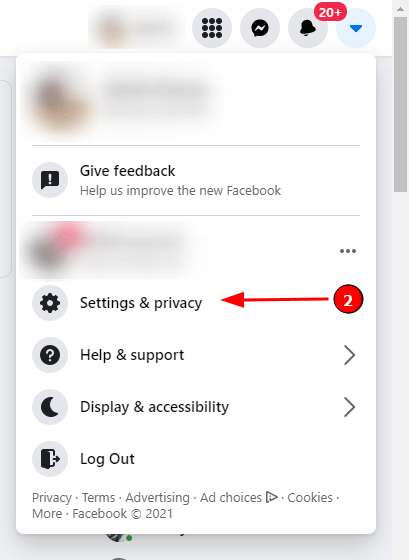 20+
Give feedback
Help us improve the new Facebook
Settings & privacy
2
Help & support
Display & accessibility
Log Out
Privacy · Terms · Advertising · Ad choices · Cookies ·
More · Facebook © 2021